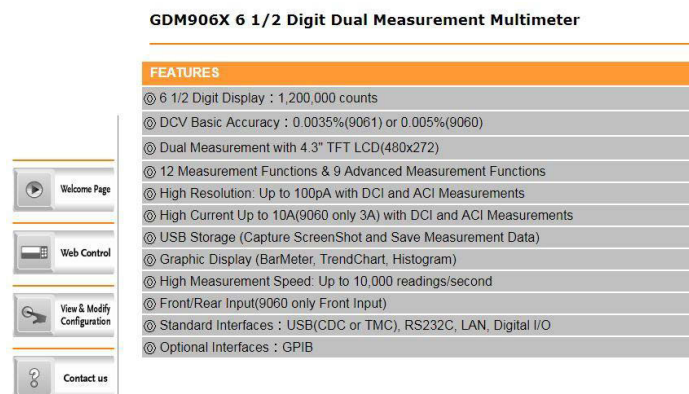 GDM906X 6 1/2 Digit Dual Measurement Multimeter
FEATURES
6 1/2 Digit Display : 1,200,000 counts
DCV Basic Accuracy : 0.0035%(9061) or 0.005%(9060)
Dual Measurement with 4.3" TFT LCD(480x272)
12 Measurement Functions & 9 Advanced Measurement Functions
High Resolution: Up to 100pA with DCI and ACI Measurements
High Current Up to 10A(9060 only 3A) with DCI and ACI Measurements
USB Storage (Capture ScreenShot and Save Measurement Data)
Graphic Display (BarMeter, TrendChart, Histogram)
High Measurement Speed: Up to 10,000 readings/second
Front/Rear Input(9060 only Front Input)
Standard Interfaces : USB(CDC or TMC), RS232C, LAN, Digital I/O
Optional Interfaces : GPIB
Welcome Page
Web Control
View & Modify
Configuration
Contact us